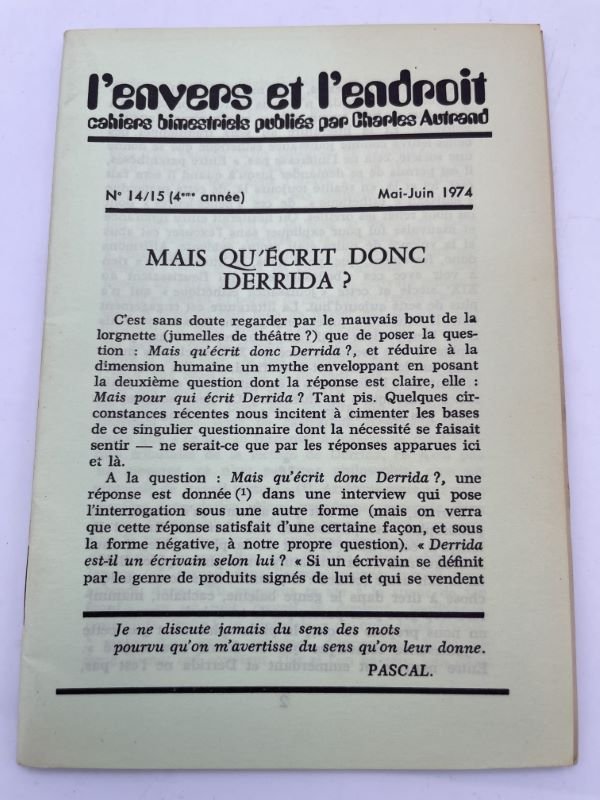 l'envers et l'endroit
cahiers bimestriels publiés par Charles Autrand
N° 14/15 (4ème année)
Mai-Juin 1974
MAIS QU'ÉCRIT DONC
DERRIDA ?
C'est sans doute regarder par le mauvais bout de la
lorgnette (jumelles de théâtre ?) que de poser la ques-
tion : Mais qu'écrit donc Derrida ?, et réduire à la
dimension humaine un mythe enveloppant en posant
la deuxième question dont la réponse est claire, elle :
Mais pour qui écrit Derrida ? Tant pis. Quelques cir-
constances récentes nous incitent à cimenter les bases
de ce singulier questionnaire dont la nécessité se faisait
sentir — ne serait-ce que par les réponses apparues ici
et là.
A la question : Mais qu'écrit donc Derrida ?, une
réponse est donnée (1) dans une interview qui pose
l'interrogation sous une autre forme (mais on verra
que cette réponse satisfait d'une certaine façon, et sous
la forme négative, à notre propre question). « Derrida
est-il un écrivain selon lui ? « Si un écrivain se définit
par le genre de produits signés de lui et qui se vendent
Je ne discute jamais du sens des mots
pourvu qu'on m'avertisse du sens qu'on leur donne.
PASCAL.